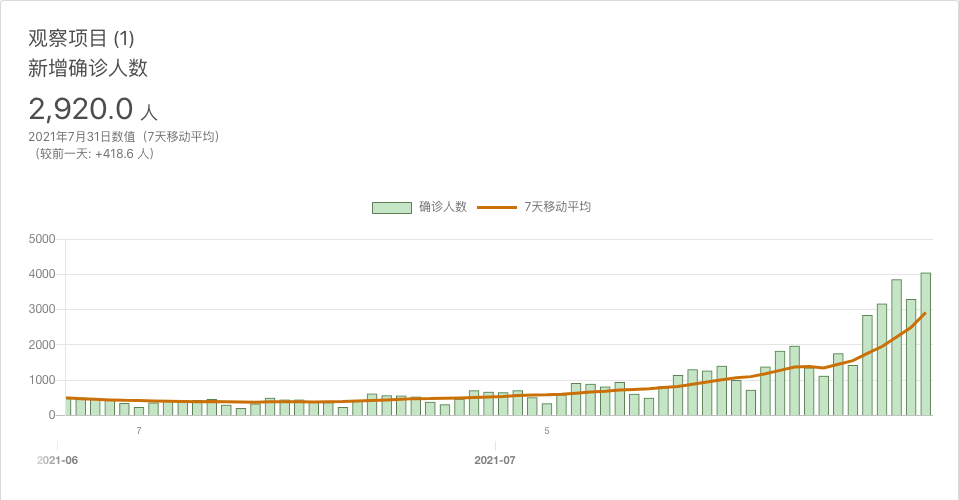 观察项目 (1)
新增确诊人数
2,920.0 人
2021年7月31日数值（7天移动平均）
（较前一天: +418.6 人）
确诊人数 7天移动平均
5000
4000
3000
2000
1000
0
7 5
2021-06 2021-07